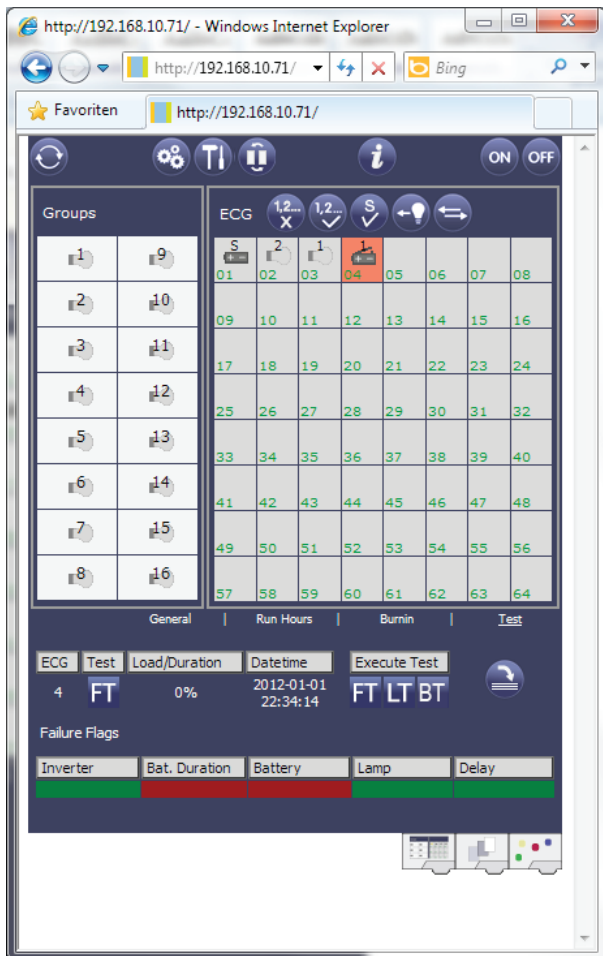 http://192.168.10.71/ - Windows Internet Explorer
http://192.168.10.71/ Bing
Favoriten http://192.168.10.71/
i ON OFF
Groups ECG 1,2... 1,2... S
1 9 S 2 1 1
01 02 03 04 05 06 07 08
2 10
09 10 11 12 13 14 15 16
3 11
17 18 19 20 21 22 23 24
4 12
25 26 27 28 29 30 31 32
5 13
33 34 35 36 37 38 39 40
6 14
41 42 43 44 45 46 47 48
7 15
49 50 51 52 53 54 55 56
8 16
57 58 59 60 61 62 63 64
General | Run Hours | Burnin | Test
ECG Test Load/Duration Datetime Execute Test
4 FT 0% 2012-01-01 FT LT BT
22:34:14
Failure Flags
Inverter Bat. Duration Battery Lamp Delay